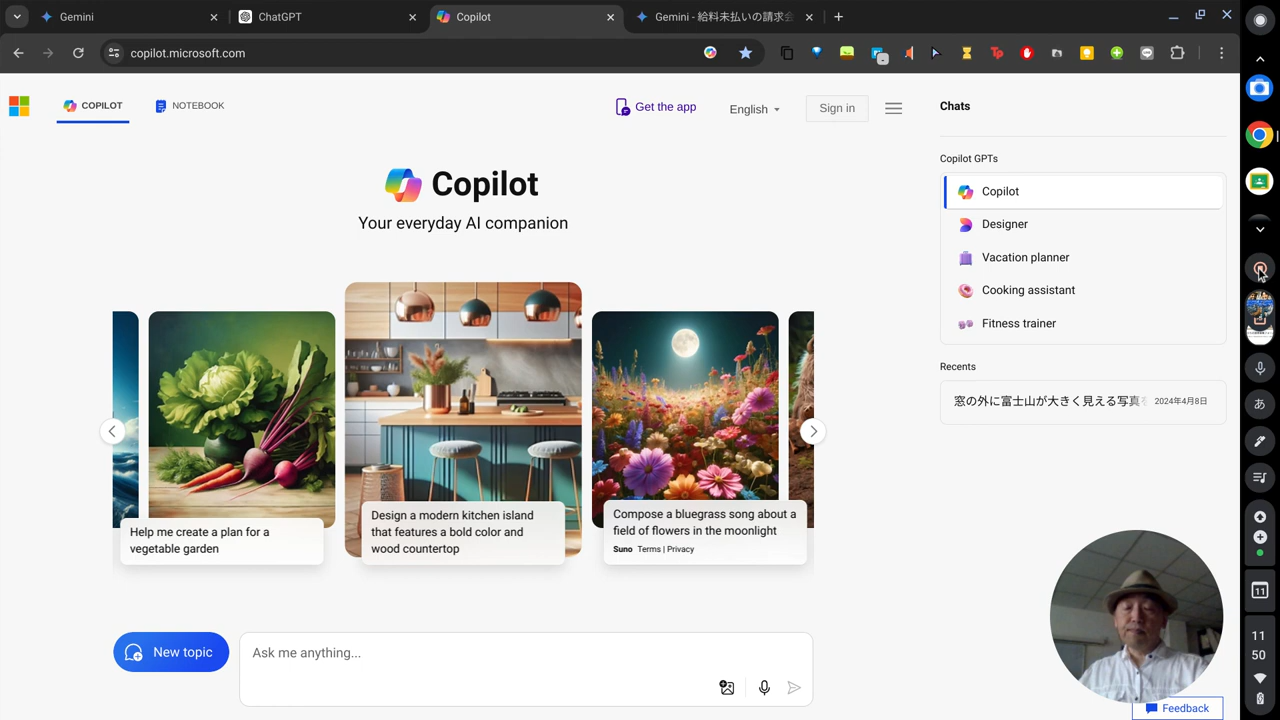 Gemini
ChatGPT
Copilot
Gemini - 給料未払いの請求会
copilot.microsoft.com
COPILOT
NOTEBOOK
Get the app
English
Sign in
Chats
Copilot
Your everyday AI companion
Copilot GPTs
Copilot
Designer
Vacation planner
Cooking assistant
Fitness trainer
Recents
窓の外に富士山が大きく見える写真を
2024年4月8日
Help me create a plan for a
vegetable garden
Design a modern kitchen island
that features a bold color and
wood countertop
Compose a bluegrass song about a
field of flowers in the moonlight
Suno Terms | Privacy
New topic
Ask me anything...
Feedback
あ
11
11
50